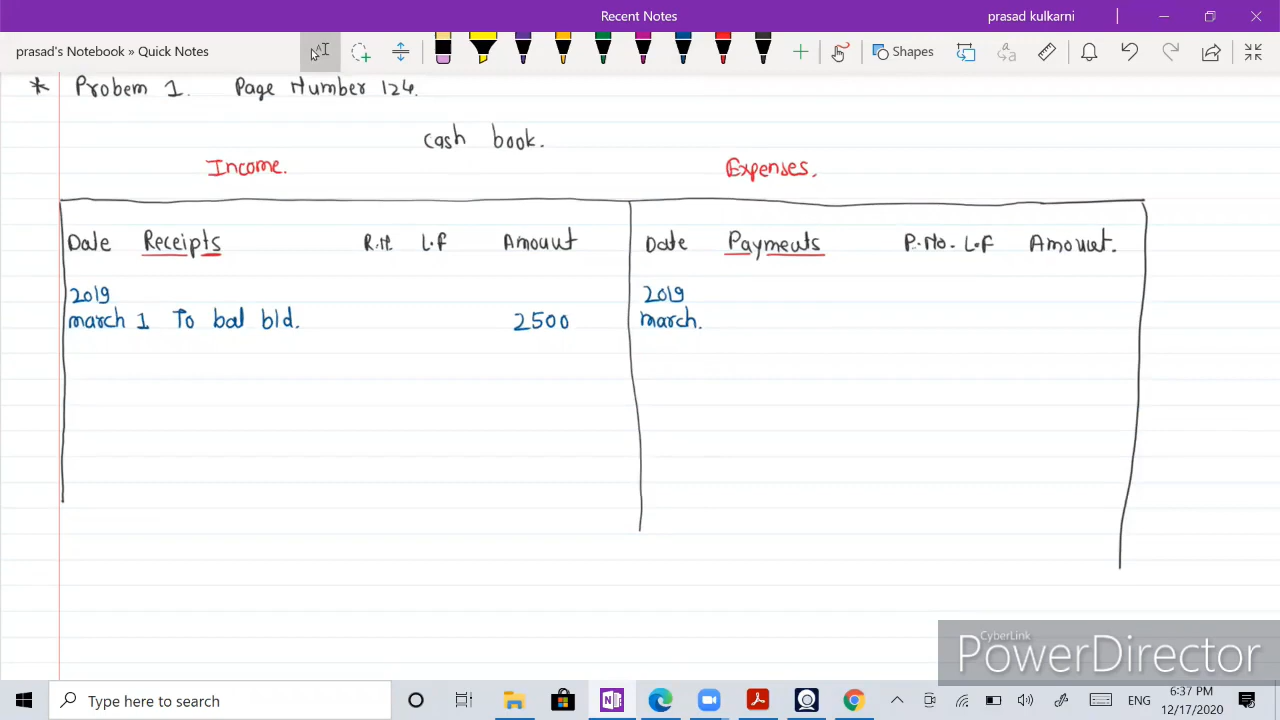 Recent Notes
prasad kulkarni
prasad's Notebook » Quick Notes
Shapes
* Probem 1. Page Number 124.
cash book.
Income. Expenses.
Date Receipts R.N L.F Amount Date Payments P.No. L.F Amount.
2019 2019
march 1 To bal bld. 2500 march.
CyberLink
PowerDirector
Type here to search
ENG
6:37 PM
12/17/2020